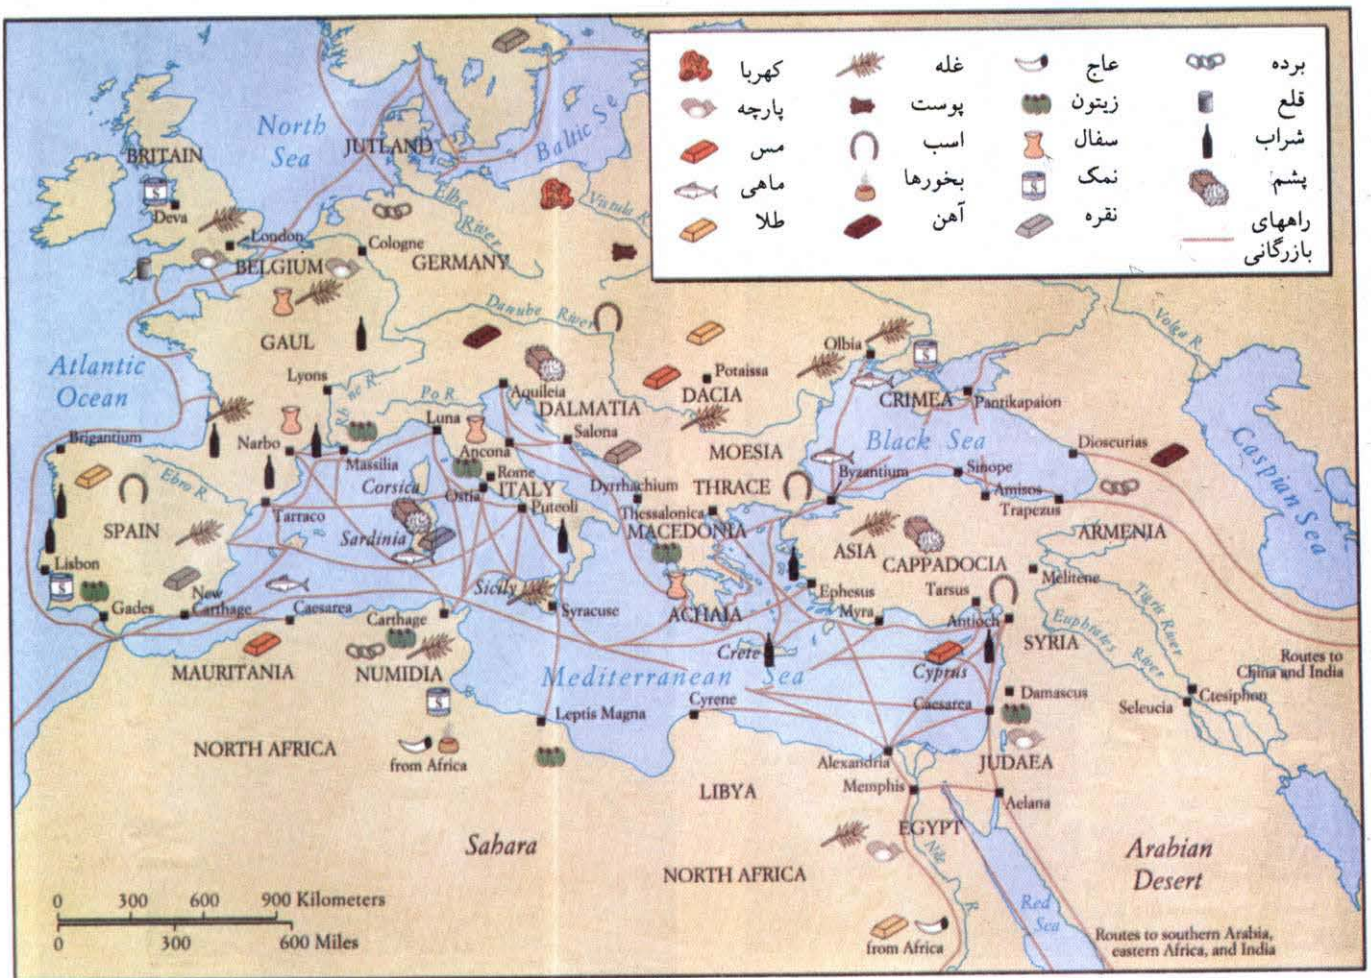 برده
قلع
شراب
پشم
راههای
بازرگانی
عاج
زیتون
سفال
نمک
نقره
غله
پوست
اسب
بخورها
آهن
کهربا
پارچه
مس
ماهی
طلا
North
Sea
JUTLAND
Baltic Se
BRITAIN
S
Deva
London
Elbe
River
Vistula R.
Cologne
BELGIUM
GERMANY
GAUL
Danube River
Volga R.
Atlantic
Ocean
Lyons
Rhône R.
Po R.
Aquileia
DALMATIA
Potaissa
DACIA
Olbia
S
CRIMEA
Pantikapaion
Luna
Ancona
Salona
MOESIA
Black Sea
Dioscurias
Caspian Sea
Brigantium
Narbo
Massilia
Ebro R.
Corsica
Rome
Ostia
ITALY
Dyrrhachium
THRACE
Byzantium
Sinope
Amisos
Trapezus
SPAIN
Tarraco
Puteoli
Thessalonica
MACEDONIA
ARMENIA
Sardinia
ASIA
CAPPADOCIA
Lisbon
S
Melitene
Gades
New
Carthage
Caesarea
Carthage
Sicily
Syracuse
ACHAIA
Ephesus
Myra
Tarsus
Antioch
Tigris
River
Euphrates
River
SYRIA
MAURITANIA
NUMIDIA
Crete
Cyprus
Routes to
China and India
Mediterranean Sea
S
Leptis Magna
Cyrene
Caesarea
Damascus
Seleucia
Ctesiphon
NORTH AFRICA
from Africa
Alexandria
JUDAEA
LIBYA
Memphis
Aelana
EGYPT
Sahara
NORTH AFRICA
Nile
R.
Arabian
Desert
Red
Sea
from Africa
Routes to southern Arabia,
eastern Africa, and India
0 300 600 900 Kilometers
0 300 600 Miles
S